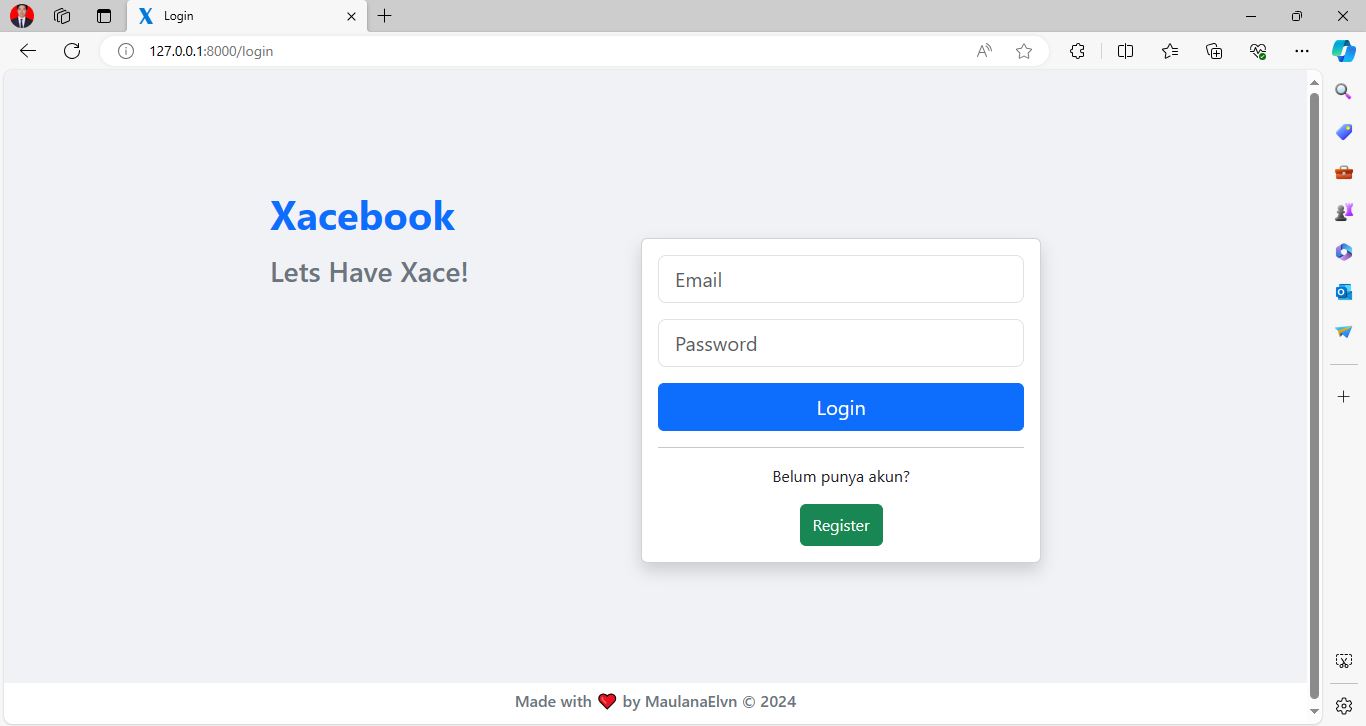 Login
127.0.0.1:8000/login
Xacebook
Lets Have Xace!
Email
Password
Login
Belum punya akun?
Register
Made with ❤ by MaulanaElvn © 2024